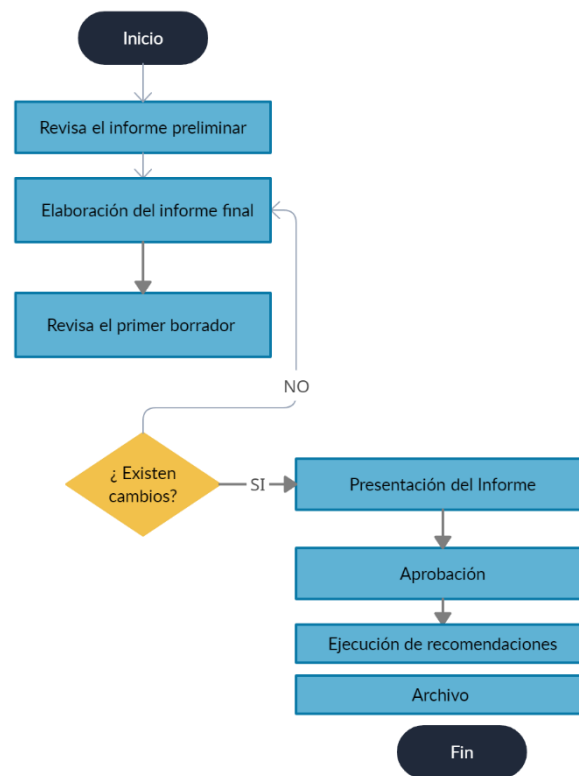 Inicio
Revisa el informe preliminar
Elaboración del informe final
Revisa el primer borrador
NO
¿ Existen
cambios?
SI
Presentación del Informe
Aprobación
Ejecución de recomendaciones
Archivo
Fin